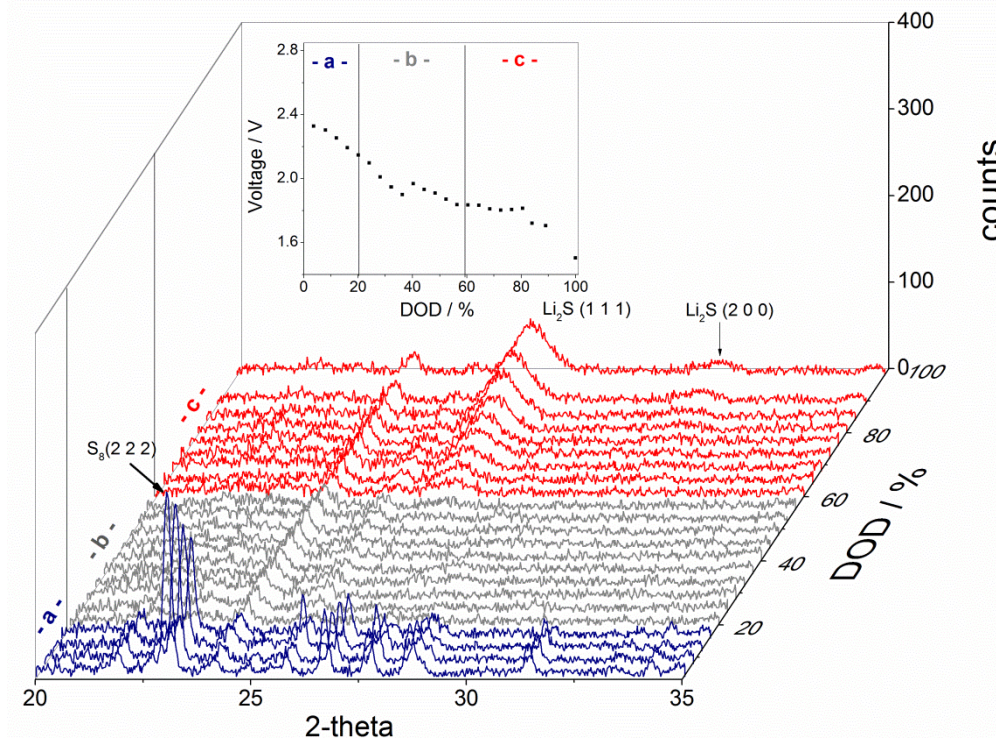 400
300
200
100
0
counts
2.8
2.4
2.0
1.6
Voltage / V
- a -
- b -
- c -
0 20 40 60 80 100
DOD / %
Li₂S (1 1 1)
Li₂S (2 0 0)
S₈(2 2 2)
- c -
- b -
- a -
100
80
60
40
20
DOD / %
20 25 30 35
2-theta